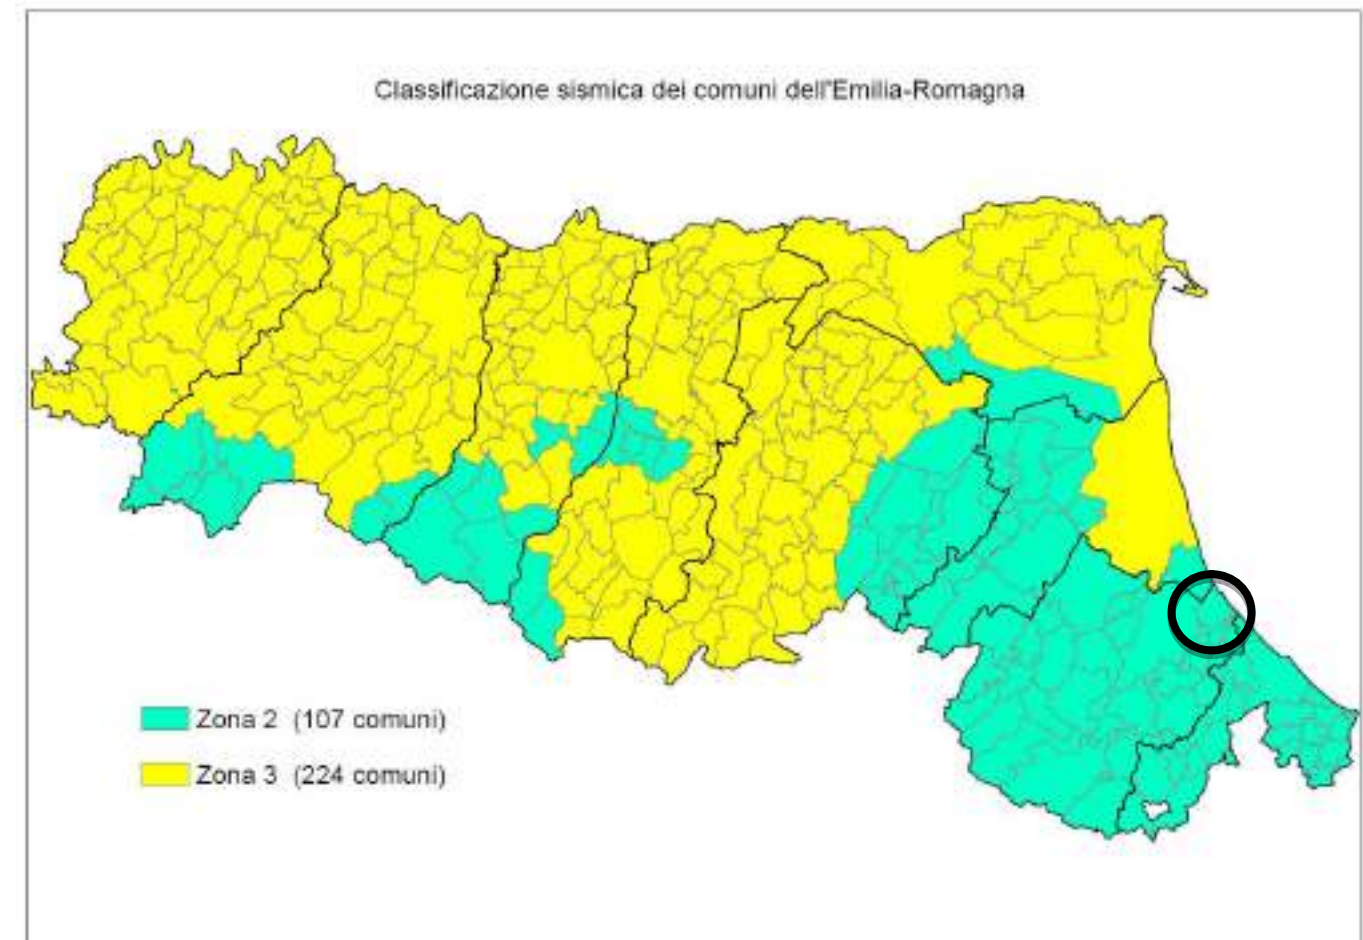 Classificazione sismica dei comuni dell'Emilia-Romagna
Zona 2 (107 comuni)
Zona 3 (224 comuni)